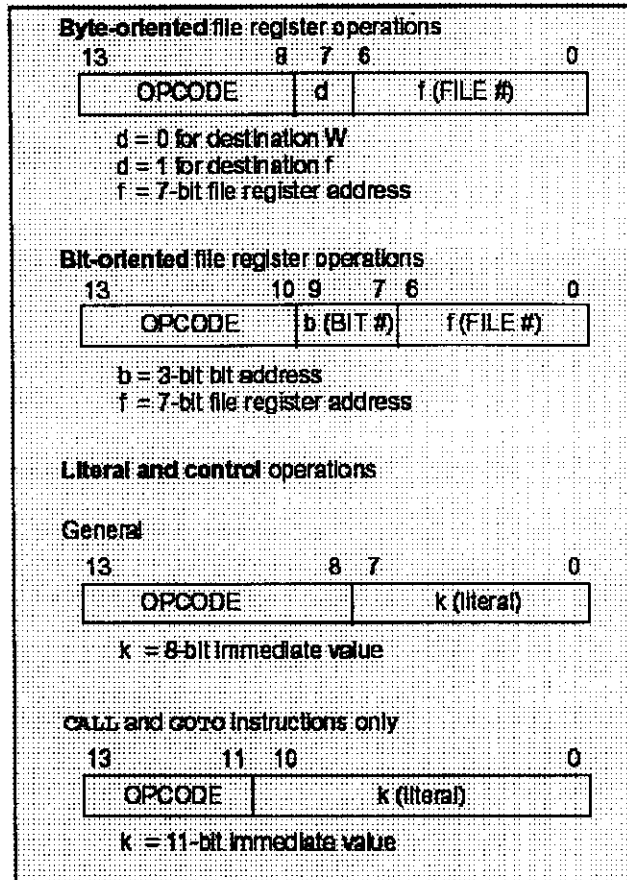 Byte-oriented file register operations
13 8 7 6 0
OPCODE d f (FILE #)
d = 0 for destination W
d = 1 for destination f
f = 7-bit file register address
Bit-oriented file register operations
13 10 9 7 6 0
OPCODE b (BIT #) f (FILE #)
b = 3-bit bit address
f = 7-bit file register address
Literal and control operations
General
13 8 7 0
OPCODE k (literal)
k = 8-bit immediate value
CALL and GOTO instructions only
13 11 10 0
OPCODE k (literal)
k = 11-bit immediate value